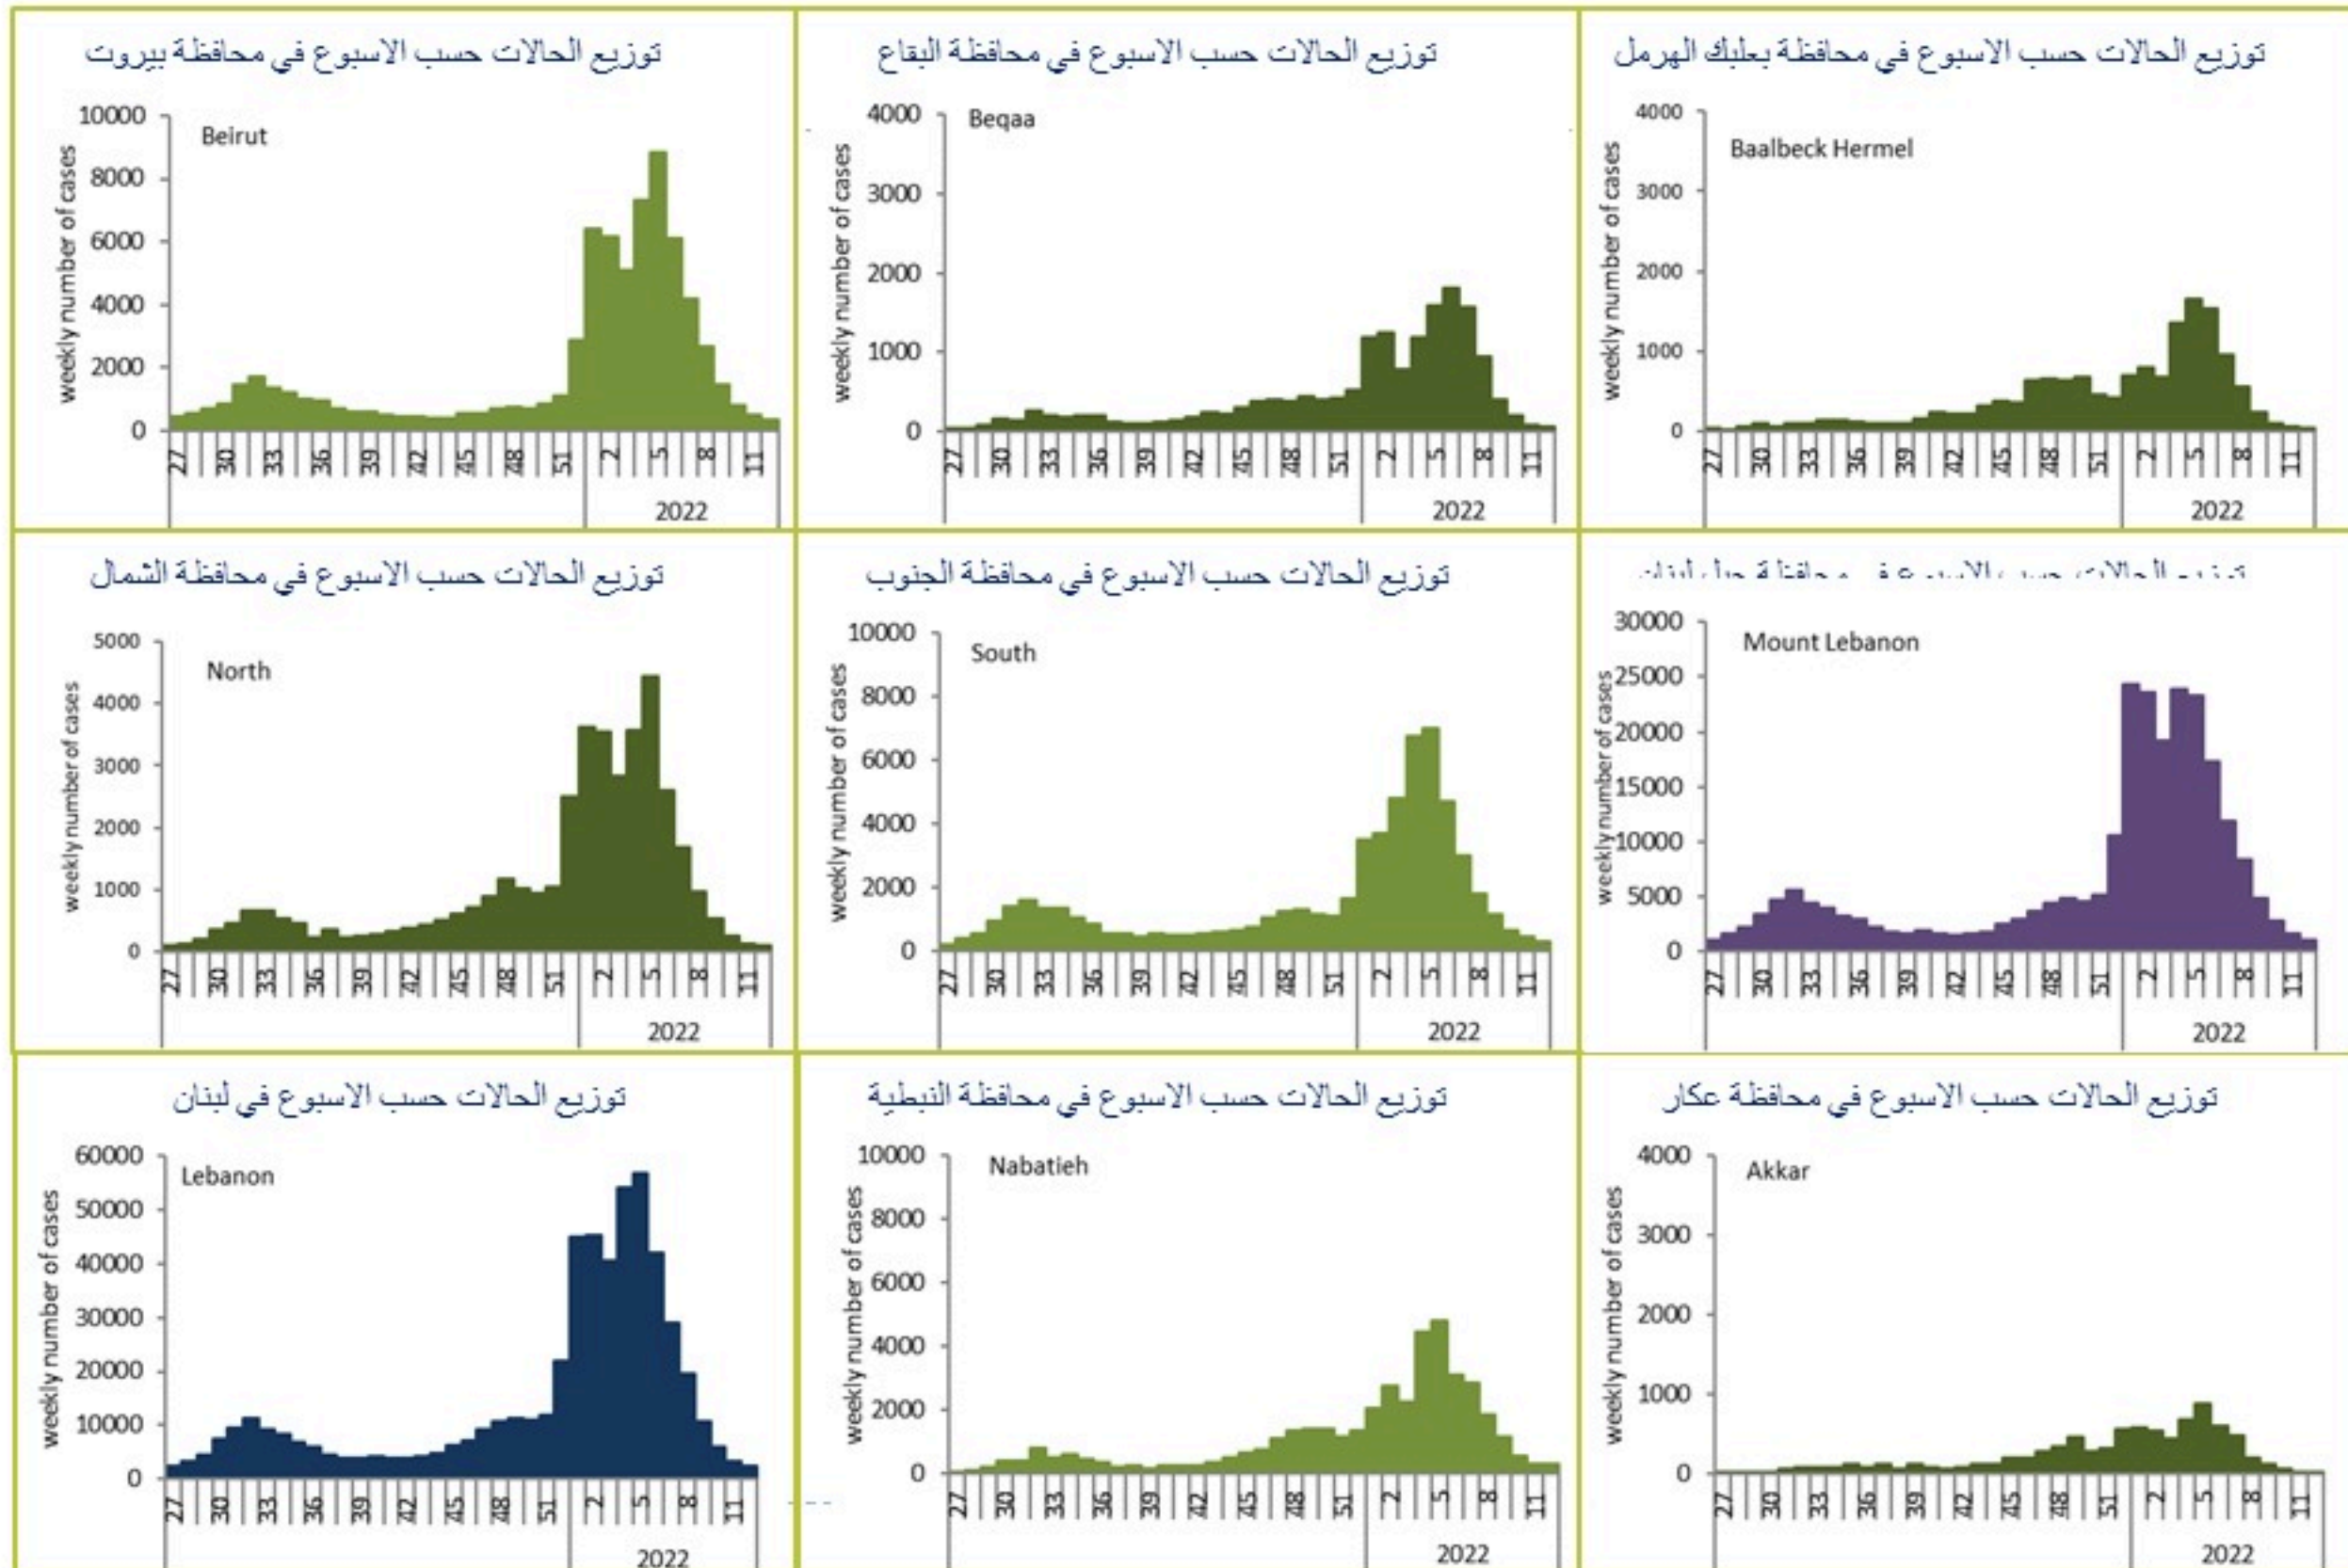 توزيع الحالات حسب الاسبوع في محافظة بيروت
Beirut
weekly number of cases
10000
8000
6000
4000
2000
0
27 30 33 36 39 42 45 48 51 2 5 8 11
2022
توزيع الحالات حسب الاسبوع في محافظة البقاع
Beqaa
weekly number of cases
4000
3000
2000
1000
0
27 30 33 36 39 42 45 48 51 2 5 8 11
2022
توزيع الحالات حسب الاسبوع في محافظة بعلبك الهرمل
Baalbeck Hermel
weekly number of cases
4000
3000
2000
1000
0
27 30 33 36 39 42 45 48 51 2 5 8 11
2022
توزيع الحالات حسب الاسبوع في محافظة الشمال
North
weekly number of cases
5000
4000
3000
2000
1000
0
27 30 33 36 39 42 45 48 51 2 5 8 11
2022
توزيع الحالات حسب الاسبوع في محافظة الجنوب
South
weekly number of cases
10000
8000
6000
4000
2000
0
27 30 33 36 39 42 45 48 51 2 5 8 11
2022
توزيع الحالات حسب الاسبوع في محافظة جبل لبنان
Mount Lebanon
weekly number of cases
30000
25000
20000
15000
10000
5000
0
27 30 33 36 39 42 45 48 51 2 5 8 11
2022
توزيع الحالات حسب الاسبوع في لبنان
Lebanon
weekly number of cases
60000
50000
40000
30000
20000
10000
0
27 30 33 36 39 42 45 48 51 2 5 8 11
2022
توزيع الحالات حسب الاسبوع في محافظة النبطية
Nabatieh
weekly number of cases
10000
8000
6000
4000
2000
0
27 30 33 36 39 42 45 48 51 2 5 8 11
2022
توزيع الحالات حسب الاسبوع في محافظة عكار
Akkar
weekly number of cases
4000
3000
2000
1000
0
27 30 33 36 39 42 45 48 51 2 5 8 11
2022